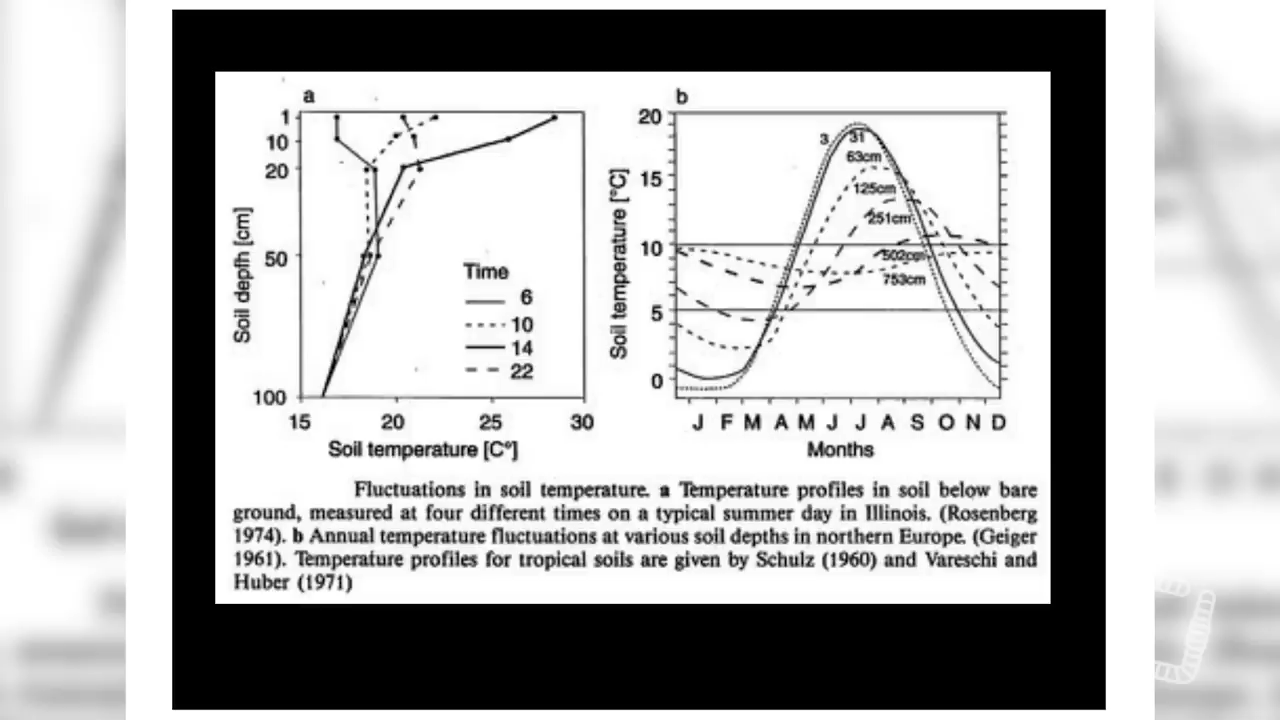 a
1
10
20
50
100
Soil depth [cm]
15 20 25 30
Soil temperature [C°]
Time
6
10
14
22
b
20
15
10
5
0
Soil temperature [°C]
3 31
63cm
125cm
251cm
502cm
753cm
J F M A M J J A S O N D
Months
Fluctuations in soil temperature. a Temperature profiles in soil below bare
ground, measured at four different times on a typical summer day in Illinois. (Rosenberg
1974). b Annual temperature fluctuations at various soil depths in northern Europe. (Geiger
1961). Temperature profiles for tropical soils are given by Schulz (1960) and Vareschi and
Huber (1971)